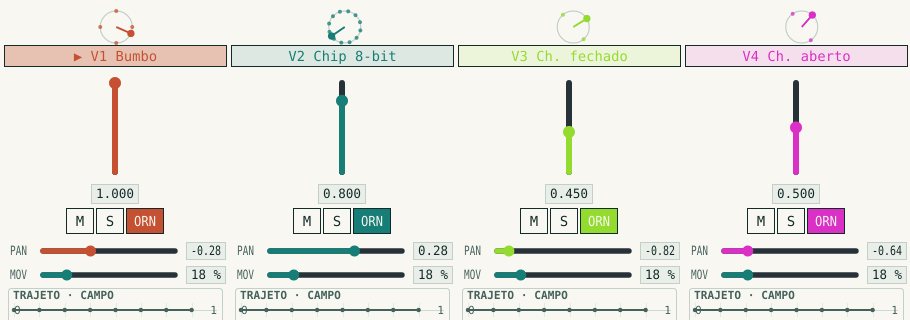 ▶ V1 Bumbo
V2 Chip 8-bit
V3 Ch. fechado
V4 Ch. aberto
1.000
0.800
0.450
0.500
M S ORN
M S ORN
M S ORN
M S ORN
PAN -0.28
PAN 0.28
PAN -0.82
PAN -0.64
MOV 18 %
MOV 18 %
MOV 18 %
MOV 18 %
TRAJETO · CAMPO
TRAJETO · CAMPO
TRAJETO · CAMPO
TRAJETO · CAMPO
0 1
0 1
0 1
0 1